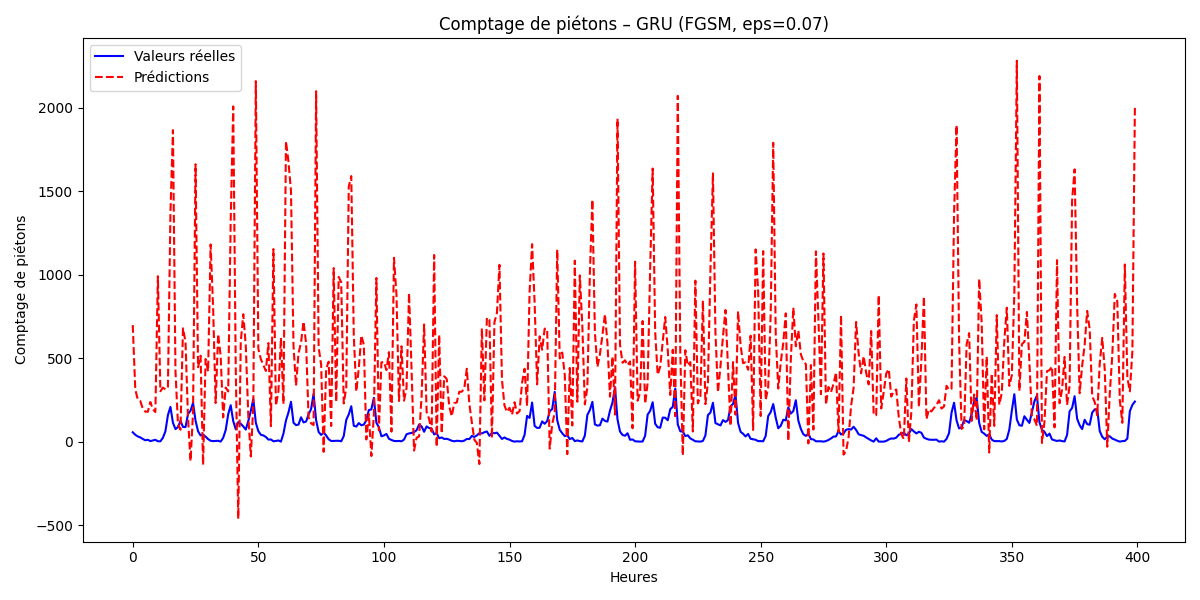 Comptage de piétons – GRU (FGSM, eps=0.07)
Valeurs réelles
Prédictions
2000
1500
1000
500
0
−500
Comptage de piétons
0 50 100 150 200 250 300 350 400
Heures